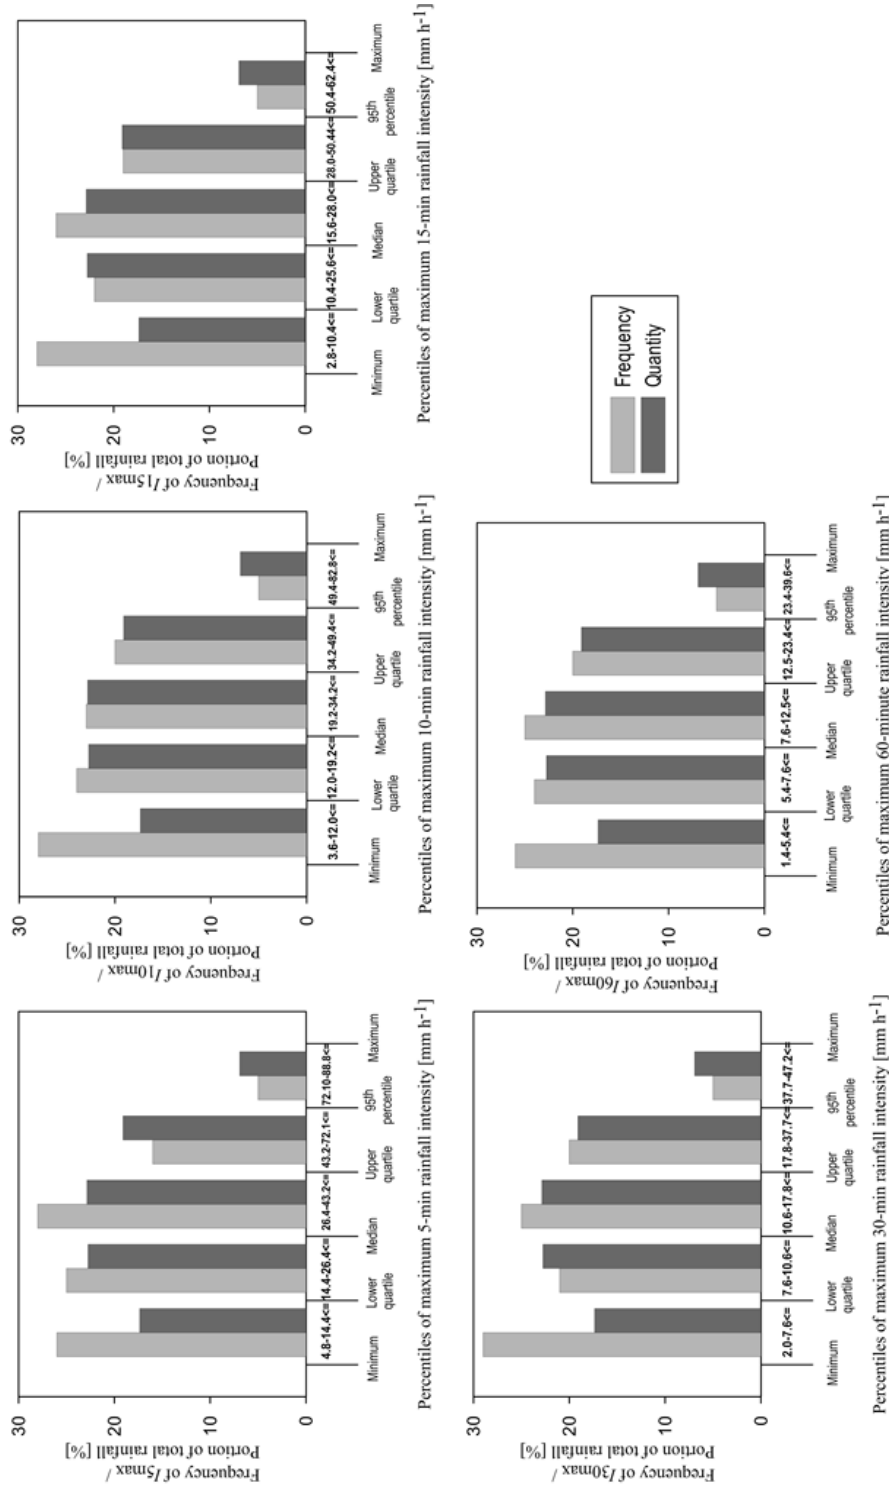 Frequency of I5max /
Portion of total rainfall [%]
30
20
10
0
4.8-14.4<= 14.4-26.4<= 26.4-43.2<= 43.2-72.1<= 72.10-88.8<=
Minimum
Lower quartile
Median
Upper quartile
95th percentile
Maximum
Percentiles of maximum 5-min rainfall intensity [mm h-1]
Frequency of I10max /
Portion of total rainfall [%]
30
20
10
0
3.6-12.0<= 12.0-19.2<= 19.2-34.2<= 34.2-49.4<= 49.4-82.8<=
Minimum
Lower quartile
Median
Upper quartile
95th percentile
Maximum
Percentiles of maximum 10-min rainfall intensity [mm h-1]
Frequency of I15max /
Portion of total rainfall [%]
30
20
10
0
2.8-10.4<= 10.4-25.6<= 15.6-28.0<= 28.0-50.44<= 50.4-62.4<=
Minimum
Lower quartile
Median
Upper quartile
95th percentile
Maximum
Percentiles of maximum 15-min rainfall intensity [mm h-1]
Frequency of I30max /
Portion of total rainfall [%]
30
20
10
0
2.0-7.6<= 7.6-10.6<= 10.6-17.8<= 17.8-37.7<= 37.7-47.2<=
Minimum
Lower quartile
Median
Upper quartile
95th percentile
Maximum
Percentiles of maximum 30-min rainfall intensity [mm h-1]
Frequency of I60max /
Portion of total rainfall [%]
30
20
10
0
1.4-5.4<= 5.4-7.6<= 7.6-12.5<= 12.5-23.4<= 23.4-39.6<=
Minimum
Lower quartile
Median
Upper quartile
95th percentile
Maximum
Percentiles of maximum 60-minute rainfall intensity [mm h-1]
Frequency
Quantity